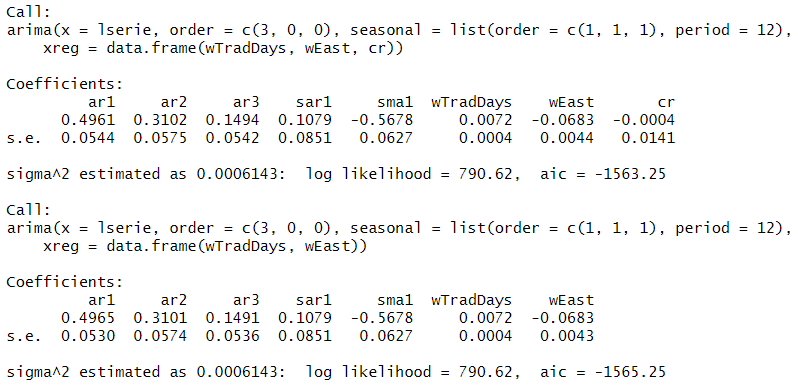 Call:
arima(x = lserie, order = c(3, 0, 0), seasonal = list(order = c(1, 1, 1), period = 12),
    xreg = data.frame(wTradDays, wEast, cr))
Coefficients:
         ar1     ar2     ar3    sar1     sma1  wTradDays    wEast       cr
      0.4961  0.3102  0.1494  0.1079  -0.5678     0.0072  -0.0683  -0.0004
s.e.  0.0544  0.0575  0.0542  0.0851   0.0627     0.0004   0.0044   0.0141
sigma^2 estimated as 0.0006143:  log likelihood = 790.62,  aic = -1563.25
Call:
arima(x = lserie, order = c(3, 0, 0), seasonal = list(order = c(1, 1, 1), period = 12),
    xreg = data.frame(wTradDays, wEast))
Coefficients:
         ar1     ar2     ar3    sar1     sma1  wTradDays    wEast
      0.4965  0.3101  0.1491  0.1079  -0.5678     0.0072  -0.0683
s.e.  0.0530  0.0574  0.0536  0.0851   0.0627     0.0004   0.0043
sigma^2 estimated as 0.0006143:  log likelihood = 790.62,  aic = -1565.25